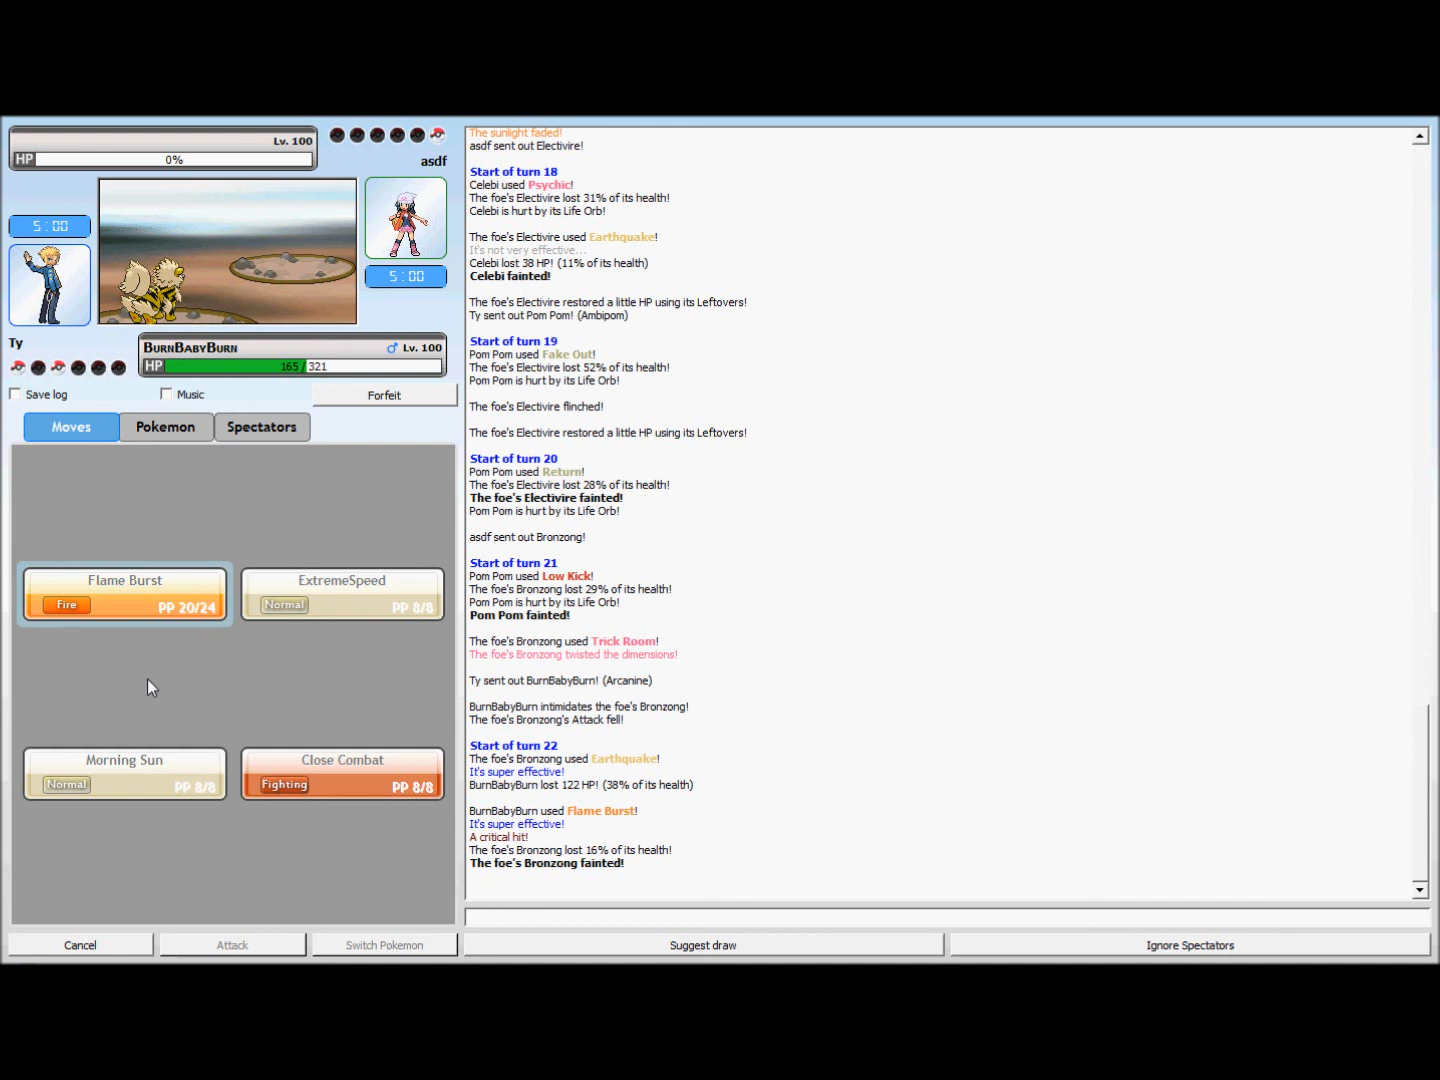 Lv. 100
HP
0%
asdf
5:00
5:00
Ty
BURNBABYBURN
♂ Lv. 100
HP
165 / 321
Save log
Music
Forfeit
Moves
Pokemon
Spectators
Flame Burst
Fire
PP 20/24
ExtremeSpeed
Normal
PP 8/8
Morning Sun
Normal
PP 8/8
Close Combat
Fighting
PP 8/8
Cancel
Attack
Switch Pokemon
The sunlight faded!
asdf sent out Electivire!
Start of turn 18
Celebi used Psychic!
The foe's Electivire lost 31% of its health!
Celebi is hurt by its Life Orb!
The foe's Electivire used Earthquake!
It's not very effective...
Celebi lost 38 HP! (11% of its health)
Celebi fainted!
The foe's Electivire restored a little HP using its Leftovers!
Ty sent out Pom Pom! (Ambipom)
Start of turn 19
Pom Pom used Fake Out!
The foe's Electivire lost 52% of its health!
Pom Pom is hurt by its Life Orb!
The foe's Electivire flinched!
The foe's Electivire restored a little HP using its Leftovers!
Start of turn 20
Pom Pom used Return!
The foe's Electivire lost 28% of its health!
The foe's Electivire fainted!
Pom Pom is hurt by its Life Orb!
asdf sent out Bronzong!
Start of turn 21
Pom Pom used Low Kick!
The foe's Bronzong lost 29% of its health!
Pom Pom is hurt by its Life Orb!
Pom Pom fainted!
The foe's Bronzong used Trick Room!
The foe's Bronzong twisted the dimensions!
Ty sent out BurnBabyBurn! (Arcanine)
BurnBabyBurn intimidates the foe's Bronzong!
The foe's Bronzong's Attack fell!
Start of turn 22
The foe's Bronzong used Earthquake!
It's super effective!
BurnBabyBurn lost 122 HP! (38% of its health)
BurnBabyBurn used Flame Burst!
It's super effective!
A critical hit!
The foe's Bronzong lost 16% of its health!
The foe's Bronzong fainted!
Suggest draw
Ignore Spectators